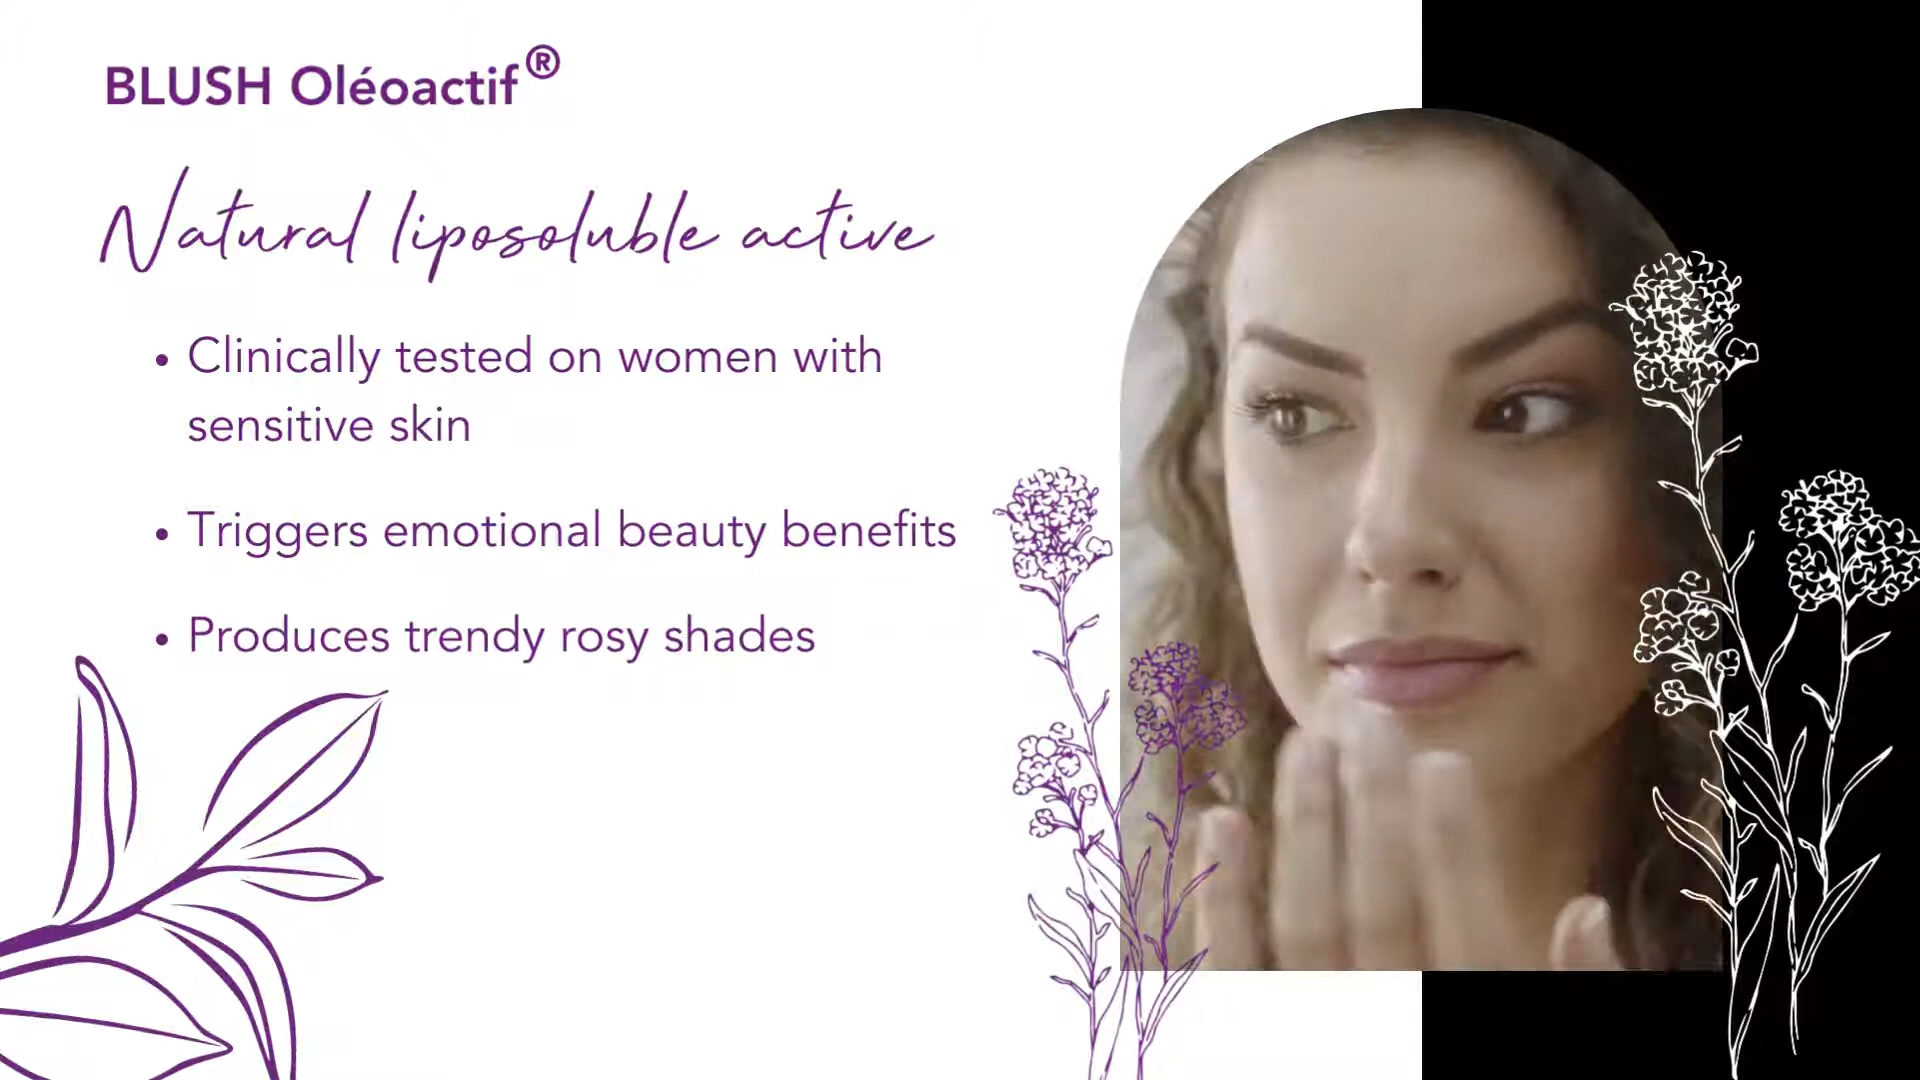 BLUSH Oléoactif®
Natural liposoluble active
• Clinically tested on women with
sensitive skin
• Triggers emotional beauty benefits
• Produces trendy rosy shades